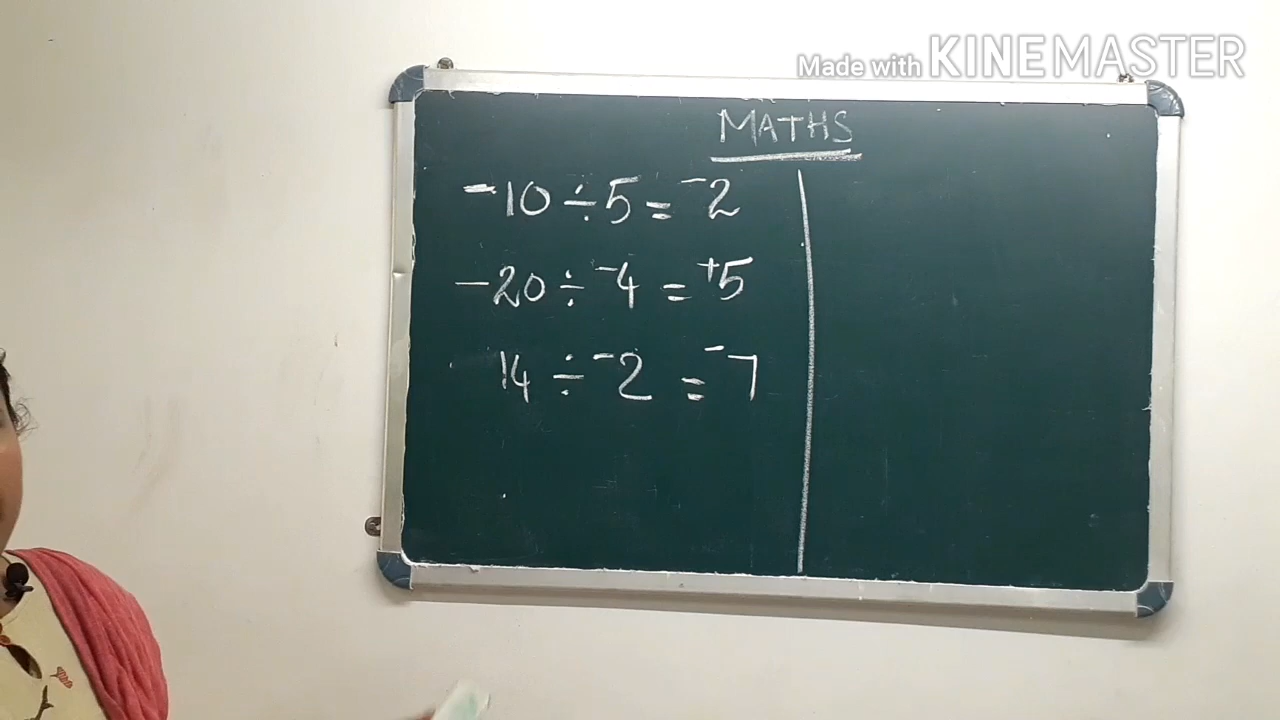 Made with KINEMASTER
MATHS
-10 ÷ 5 = -2
-20 ÷ -4 = +5
14 ÷ -2 = -7